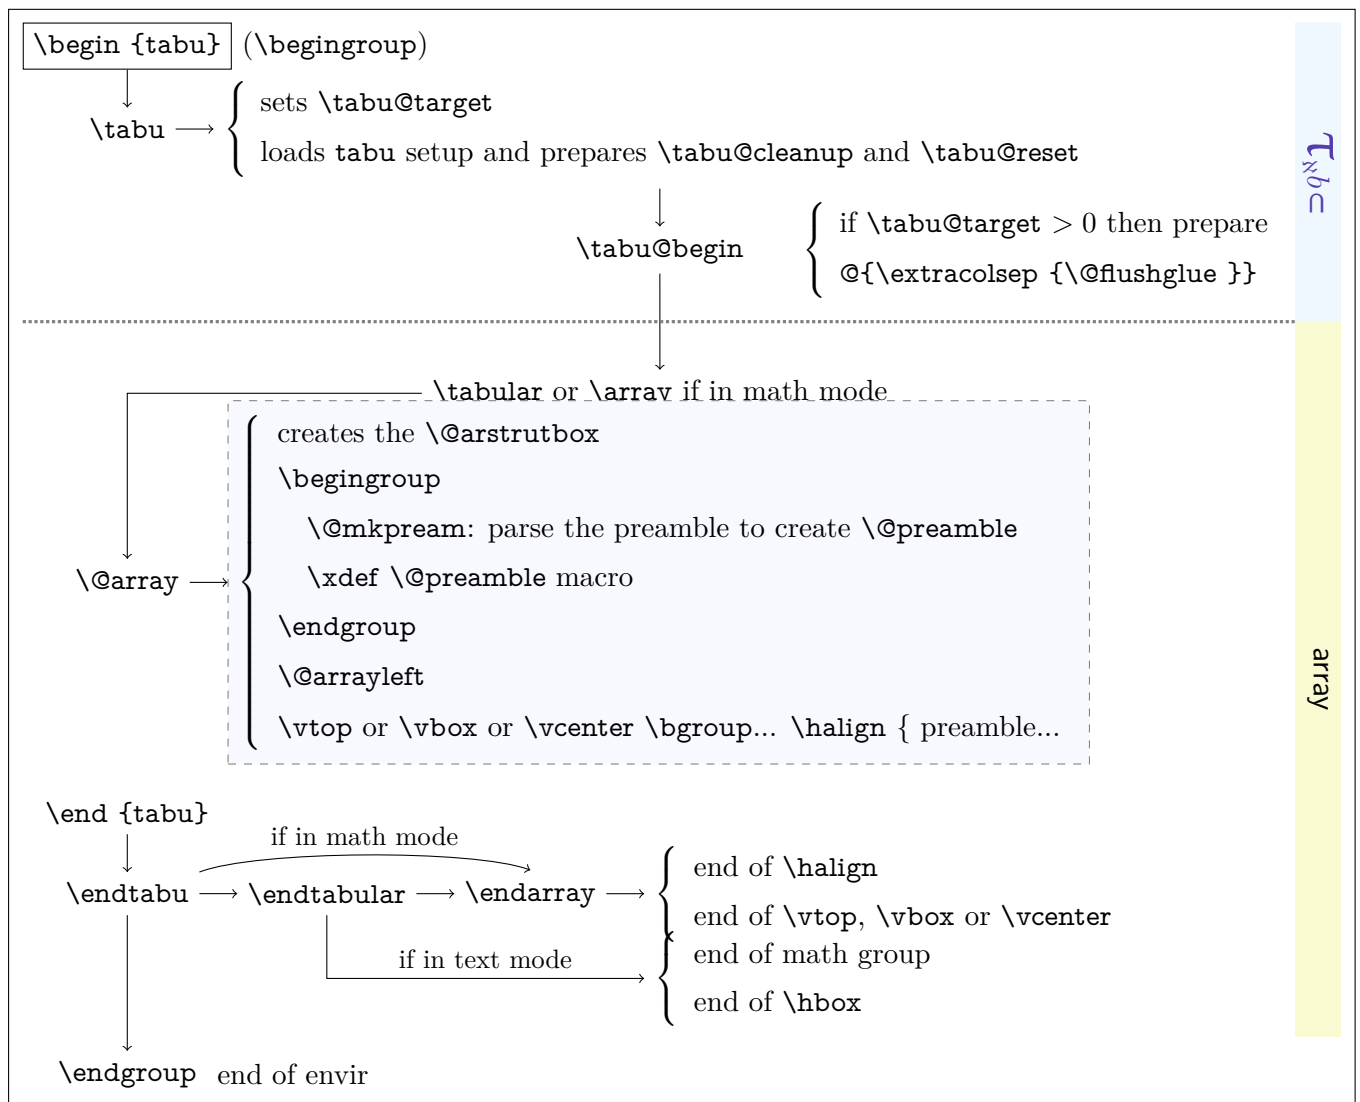 \begin {tabu} (\begingroup)
sets \tabu@target
\tabu
loads tabu setup and prepares \tabu@cleanup and \tabu@reset
if \tabu@target > 0 then prepare
\tabu@begin
@{\extracolsep {\@flushglue }}
\tabular or \array if in math mode
creates the \@arstrutbox
\begingroup
\@mkpream: parse the preamble to create \@preamble
\@array
\xdef \@preamble macro
\endgroup
\@arrayleft
\vtop or \vbox or \vcenter \bgroup... \halign { preamble...
array
\end {tabu}
if in math mode
end of \halign
\endtabu \endtabular \endarray
end of \vtop, \vbox or \vcenter
if in text mode
end of math group
end of \hbox
\endgroup end of envir